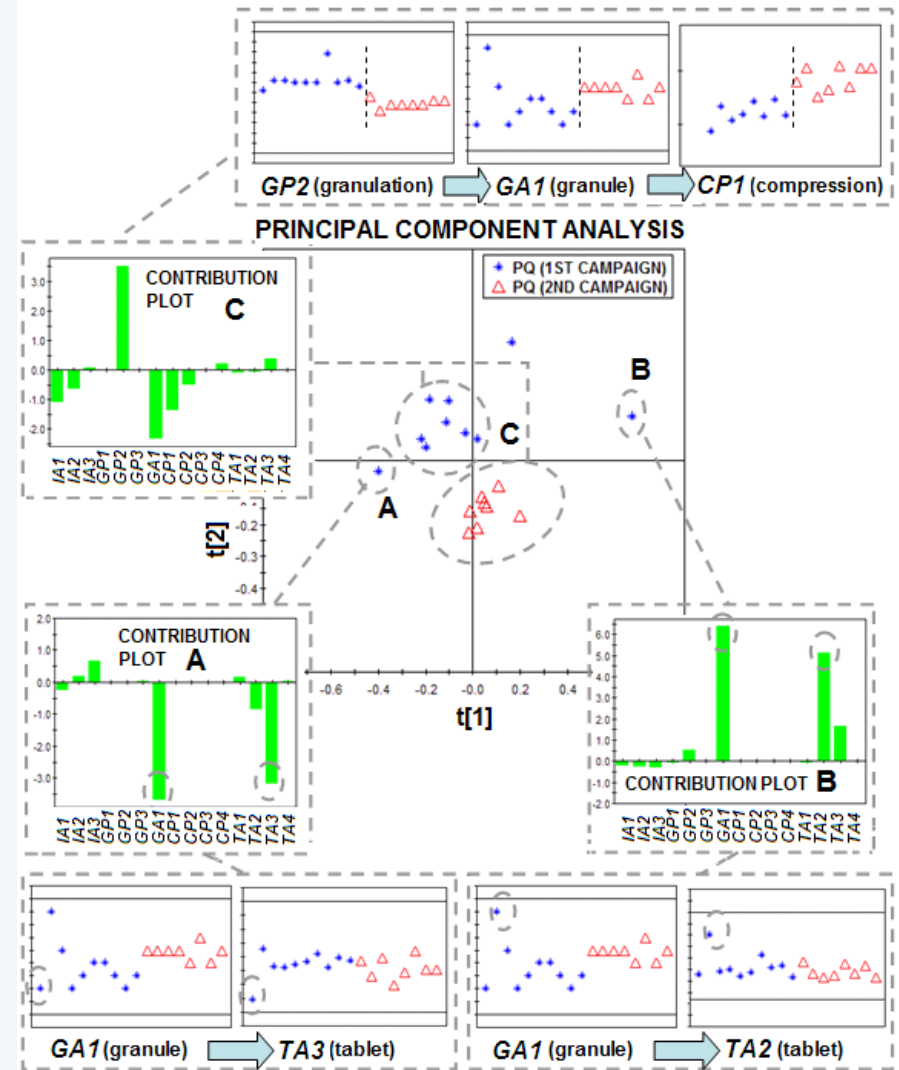 GP2 (granulation) GA1 (granule) CP1 (compression)
PRINCIPAL COMPONENT ANALYSIS
PQ (1ST CAMPAIGN)
PQ (2ND CAMPAIGN)
CONTRIBUTION
PLOT C
3.0
2.0
1.0
0.0
-1.0
-2.0
IA1 IA2 IA3 GP1 GP2 GP3 GA1 CP1 CP2 CP3 CP4 TA1 TA2 TA3 TA4
B
C
A
t[2]
-0.2
-0.3
-0.4
-0.6 -0.4 -0.2 -0.0 0.2 0.4
t[1]
CONTRIBUTION
PLOT A
2.0
1.0
0.0
-1.0
-2.0
-3.0
IA1 IA2 IA3 GP1 GP2 GP3 GA1 CP1 CP2 CP3 CP4 TA1 TA2 TA3 TA4
6.0
5.0
4.0
3.0
2.0
1.0
0.0
-1.0
-2.0
CONTRIBUTION PLOT B
IA1 IA2 IA3 GP1 GP2 GP3 GA1 CP1 CP2 CP3 CP4 TA1 TA2 TA3 TA4
GA1 (granule) TA3 (tablet)
GA1 (granule) TA2 (tablet)